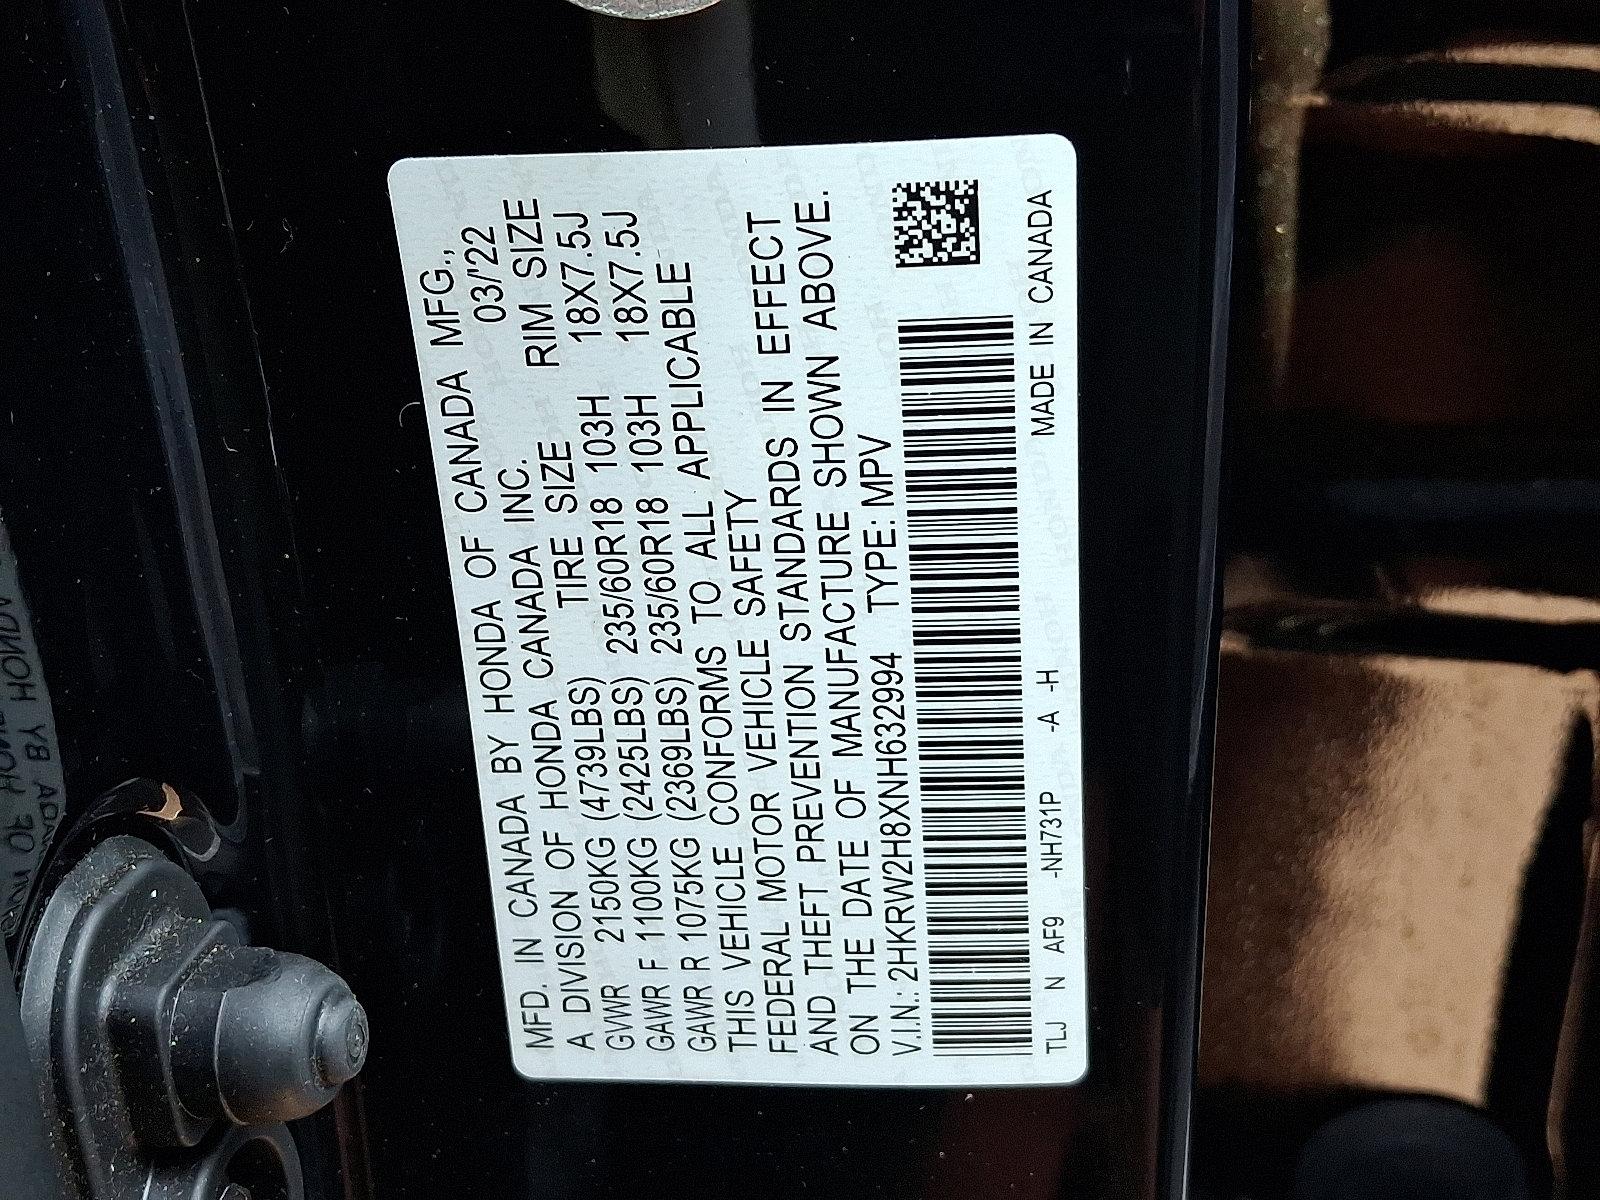 MFD. IN CANADA BY HONDA OF CANADA MFG.,
A DIVISION OF HONDA CANADA INC. 03/'22
GVWR 2150KG (4739LBS) TIRE SIZE RIM SIZE
GAWR F 1100KG (2425LBS) 235/60R18 103H 18X7.5J
GAWR R 1075KG (2369LBS) 235/60R18 103H 18X7.5J
THIS VEHICLE CONFORMS TO ALL APPLICABLE
FEDERAL MOTOR VEHICLE SAFETY
AND THEFT PREVENTION STANDARDS IN EFFECT
ON THE DATE OF MANUFACTURE SHOWN ABOVE.
V.I.N.: 2HKRW2H8XNH632994 TYPE: MPV
TLJ N AF9 -NH731P -A -H MADE IN CANADA